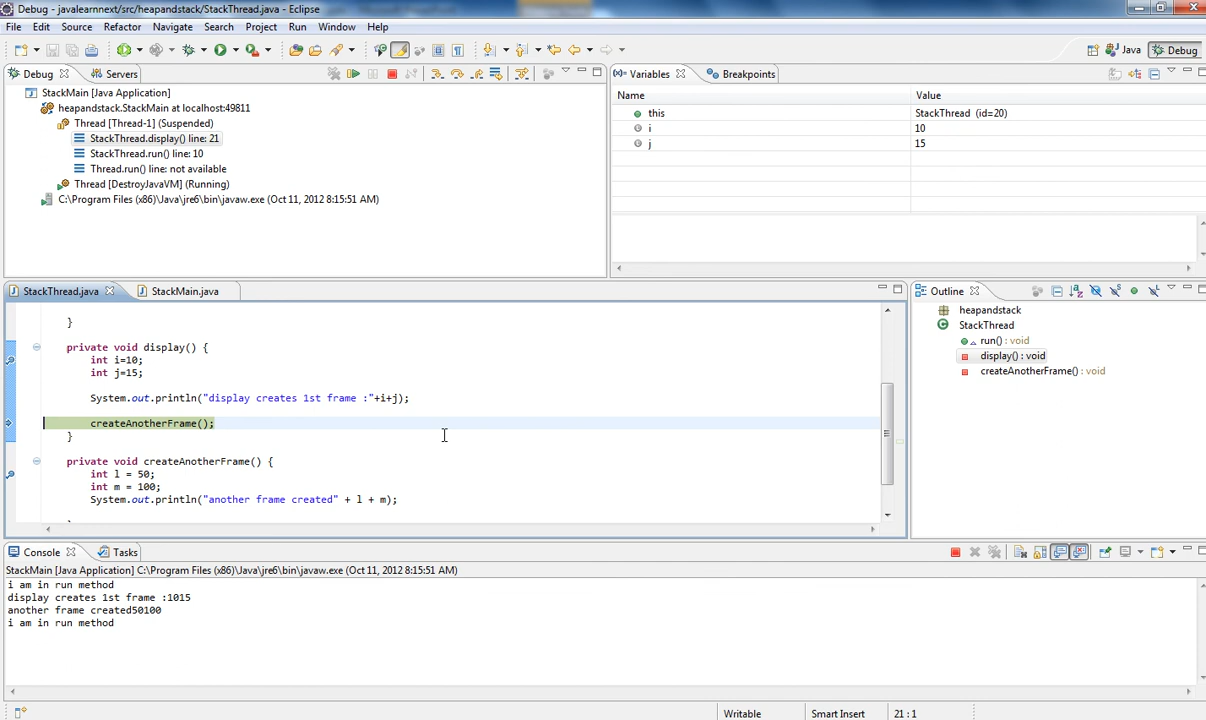 Debug - javalearnnext/src/heapandstack/StackThread.java - Eclipse
File Edit Source Refactor Navigate Search Project Run Window Help
Java Debug
Debug Servers
StackMain [Java Application]
heapandstack.StackMain at localhost:49811
Thread [Thread-1] (Suspended)
StackThread.display() line: 21
StackThread.run() line: 10
Thread.run() line: not available
Thread [DestroyJavaVM] (Running)
C:\Program Files (x86)\Java\jre6\bin\javaw.exe (Oct 11, 2012 8:15:51 AM)
(x)= Variables Breakpoints
Name Value
this StackThread (id=20)
i 10
j 15
StackThread.java StackMain.java
}
private void display() {
int i=10;
int j=15;
System.out.println("display creates 1st frame :"+i+j);
createAnotherFrame();
}
private void createAnotherFrame() {
int l = 50;
int m = 100;
System.out.println("another frame created" + l + m);
Outline
heapandstack
StackThread
run() : void
display() : void
createAnotherFrame() : void
Console Tasks
StackMain [Java Application] C:\Program Files (x86)\Java\jre6\bin\javaw.exe (Oct 11, 2012 8:15:51 AM)
i am in run method
display creates 1st frame :1015
another frame created50100
i am in run method
Writable Smart Insert 21 : 1